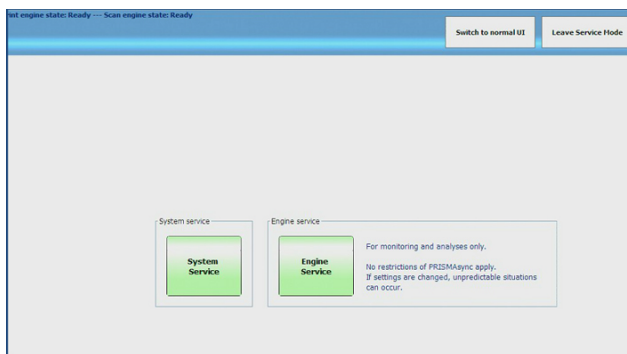 int engine state: Ready --- Scan engine state: Ready
Switch to normal UI
Leave Service Mode
System service
Engine service
System
Service
Engine
Service
For monitoring and analyses only.
No restrictions of PRISMAsync apply.
If settings are changed, unpredictable situations
can occur.